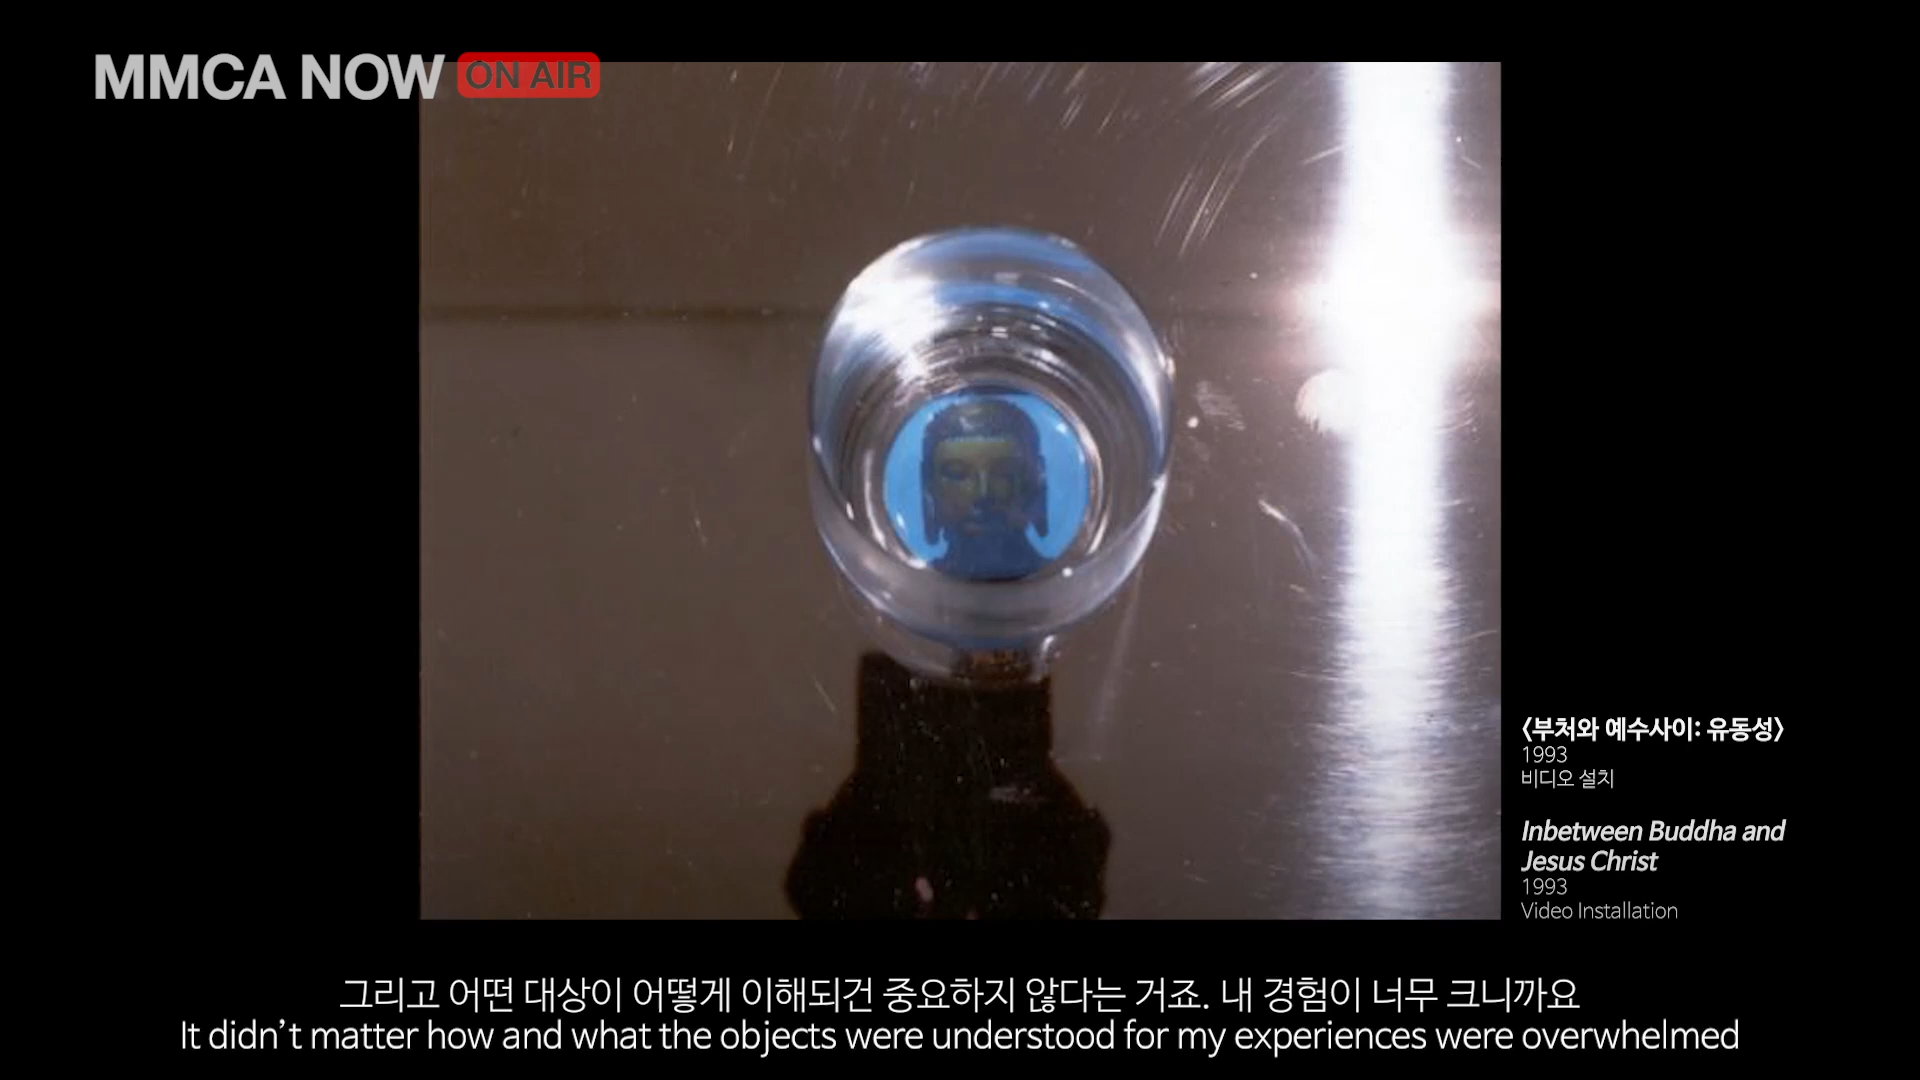 MMCA NOW ON AIR
〈부처와 예수사이: 유동성〉
1993
비디오 설치
Inbetween Buddha and
Jesus Christ
1993
Video Installation
그리고 어떤 대상이 어떻게 이해되건 중요하지 않다는 거죠. 내 경험이 너무 크니까요
It didn’t matter how and what the objects were understood for my experiences were overwhelmed